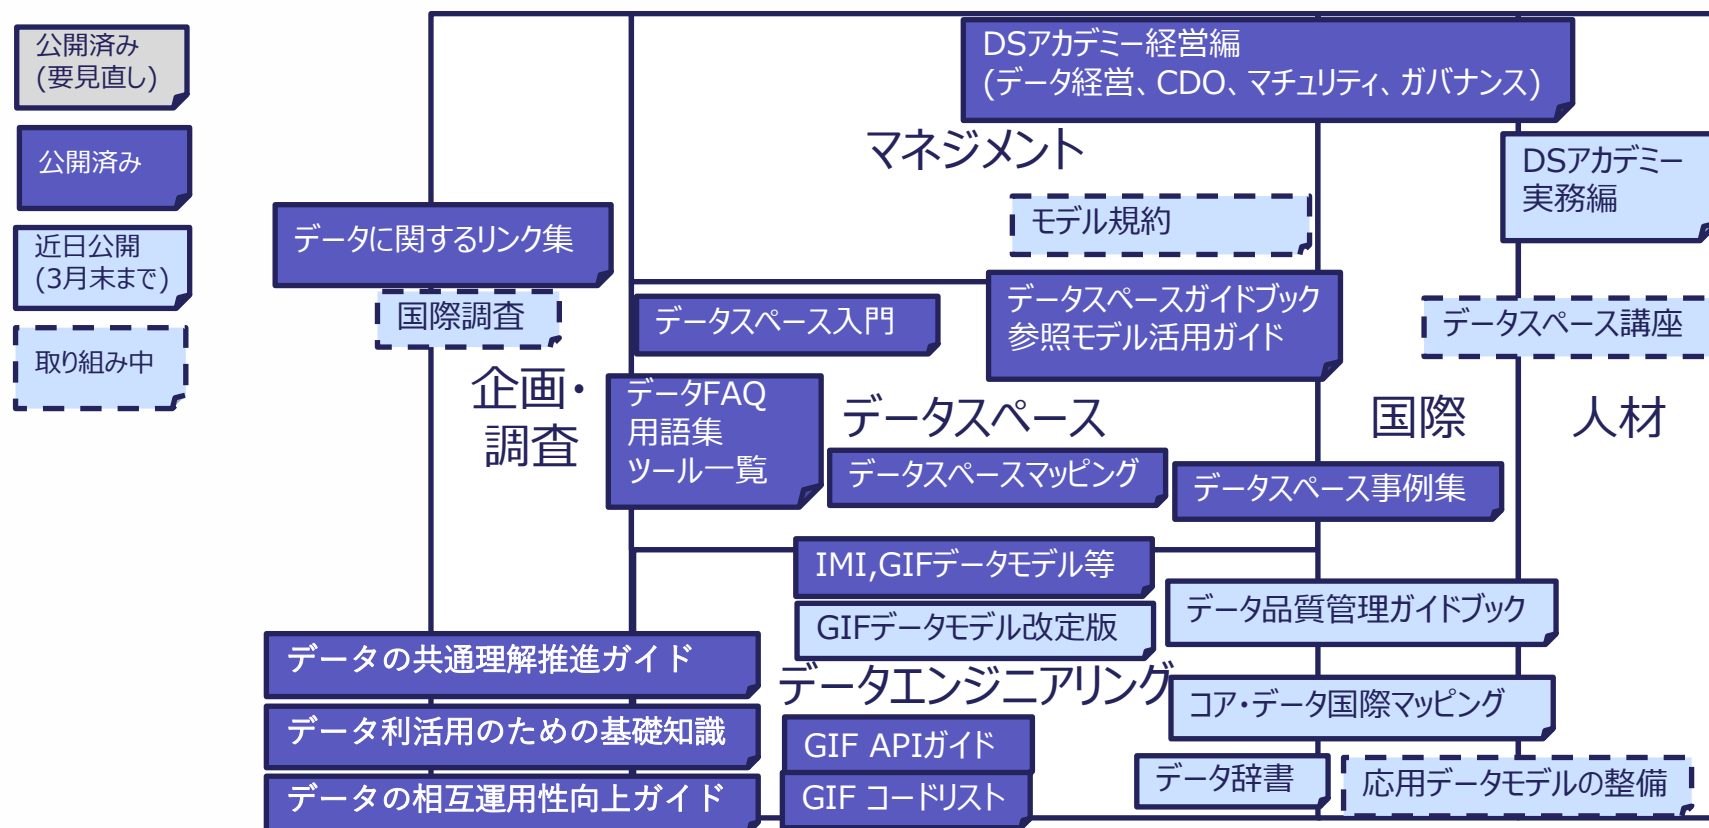 公開済み
(要見直し)
公開済み
近日公開
(3月末まで)
取り組み中
DSアカデミー経営編
(データ経営、CDO、マチュリティ、ガバナンス)
マネジメント
DSアカデミー
実務編
モデル規約
データに関するリンク集
国際調査
データスペース入門
データスペースガイドブック
参照モデル活用ガイド
データスペース講座
企画・
調査
データFAQ
用語集
ツール一覧
データスペース
国際
人材
データスペースマッピング
データスペース事例集
IMI,GIFデータモデル等
GIFデータモデル改定版
データ品質管理ガイドブック
データの共通理解推進ガイド
データエンジニアリング
コア・データ国際マッピング
データ利活用のための基礎知識
GIF APIガイド
データ辞書
応用データモデルの整備
データの相互運用性向上ガイド
GIF コードリスト